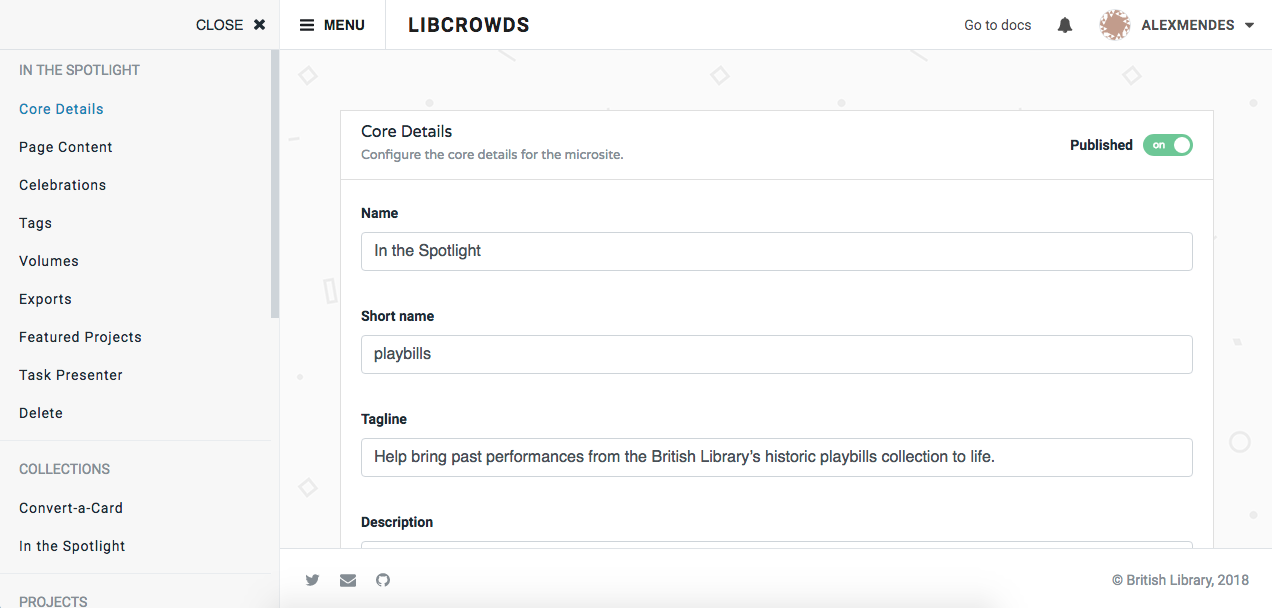 CLOSE ✖
MENU
LIBCROWDS
Go to docs
ALEXMENDES
IN THE SPOTLIGHT
Core Details
Page Content
Celebrations
Tags
Volumes
Exports
Featured Projects
Task Presenter
Delete
COLLECTIONS
Convert-a-Card
In the Spotlight
PROJECTS
Core Details
Configure the core details for the microsite.
Published
on
Name
In the Spotlight
Short name
playbills
Tagline
Help bring past performances from the British Library’s historic playbills collection to life.
Description
© British Library, 2018